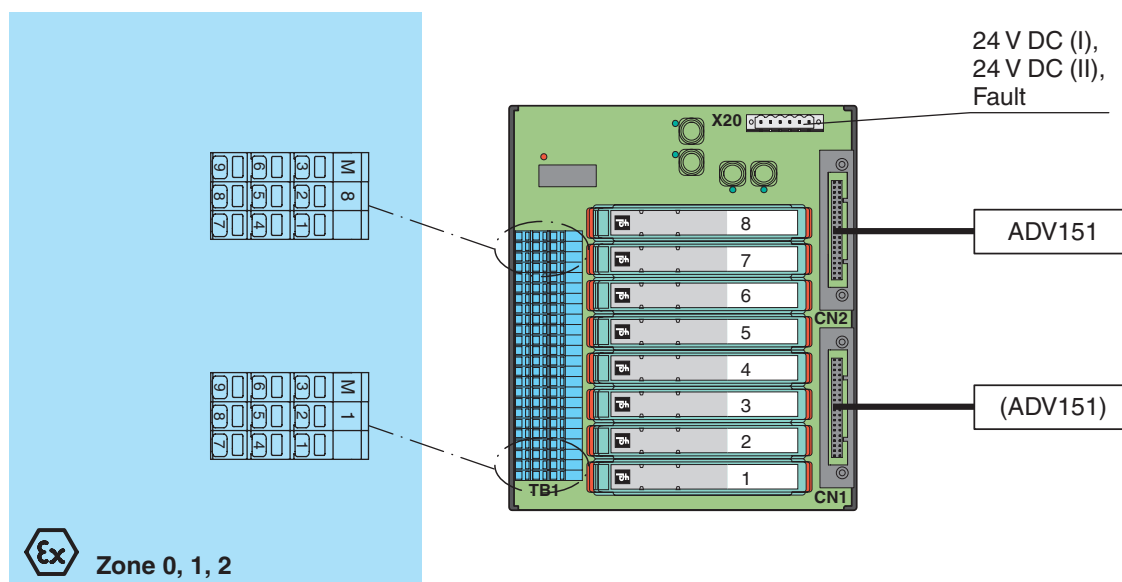 24 V DC (I),
24 V DC (II),
Fault
X20
9 6 3 M
8 5 2 8
7 4 1
8
7
6
5
4
3
2
1
ADV151
CN2
9 6 3 M
8 5 2 1
7 4 1
(ADV151)
TB1
CN1
Ex Zone 0, 1, 2